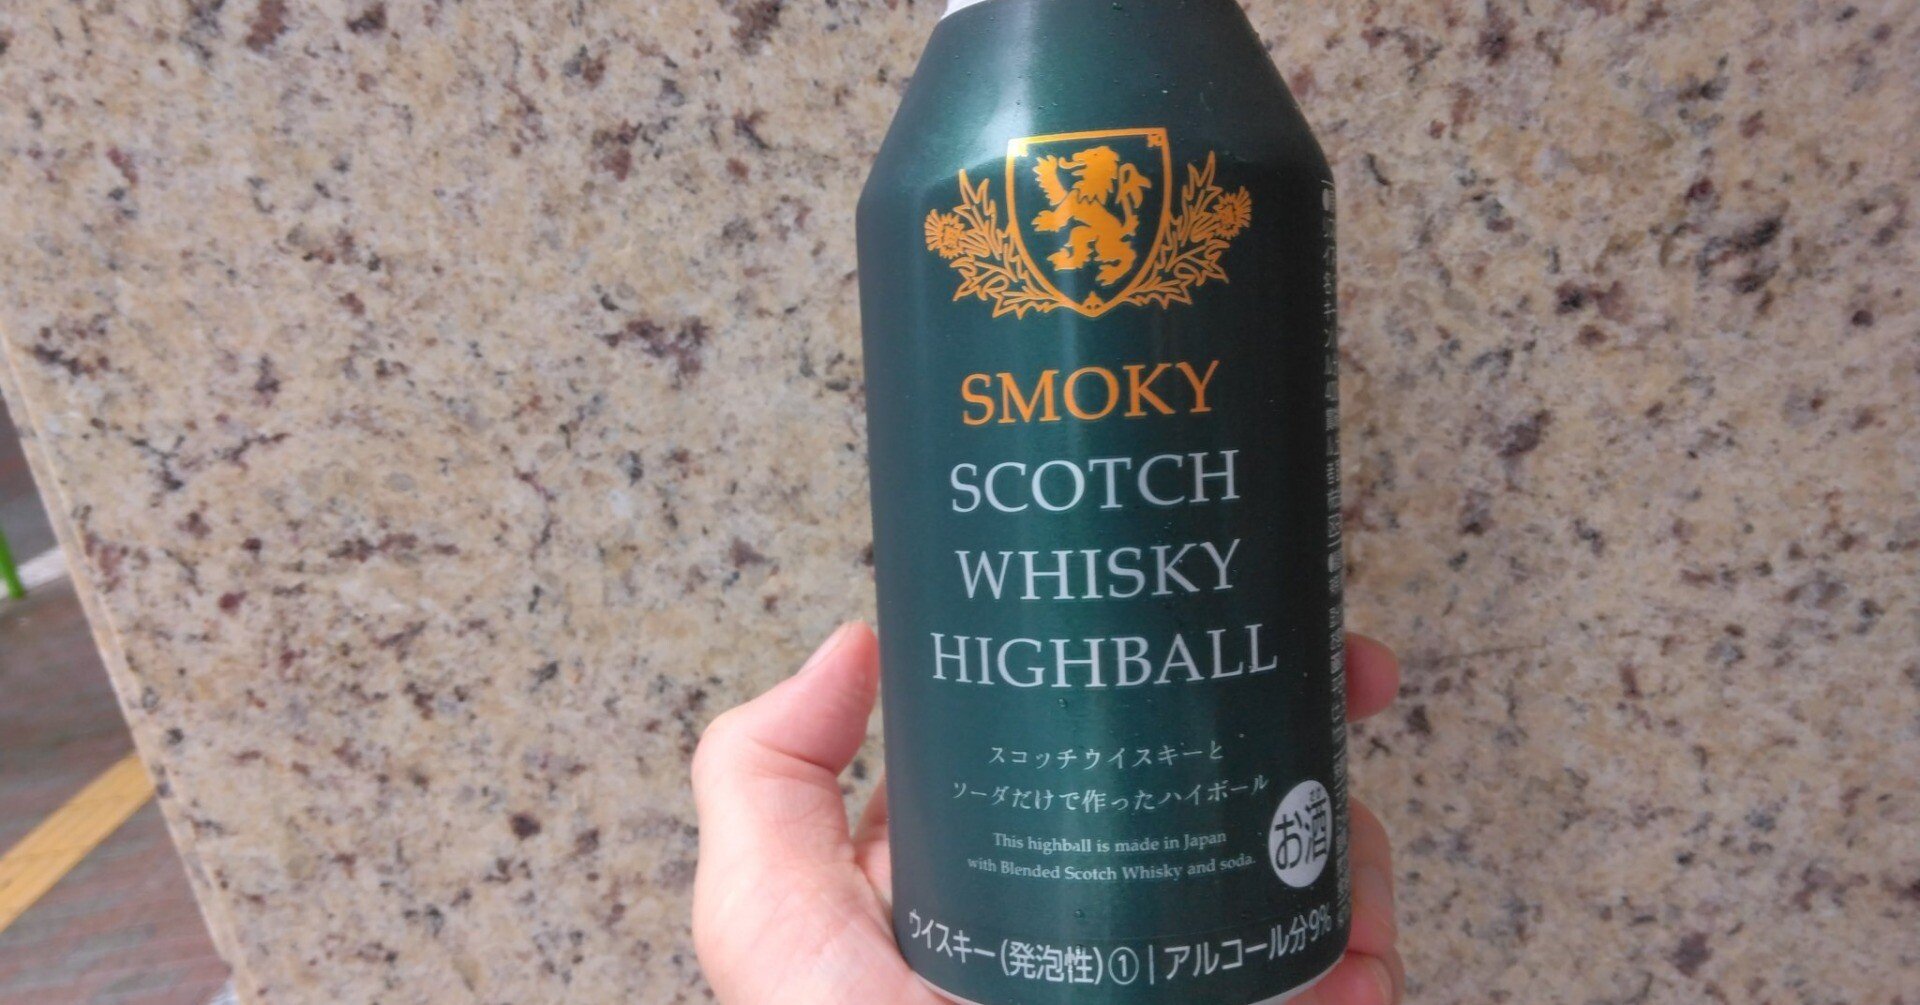 SMOKY
SCOTCH
WHISKY
HIGHBALL
スコッチウイスキーと
ソーダだけで作ったハイボール
This highball is made in Japan
with Blended Scotch Whisky and soda.
お酒
ウイスキー(発泡性)①|アルコール分9%